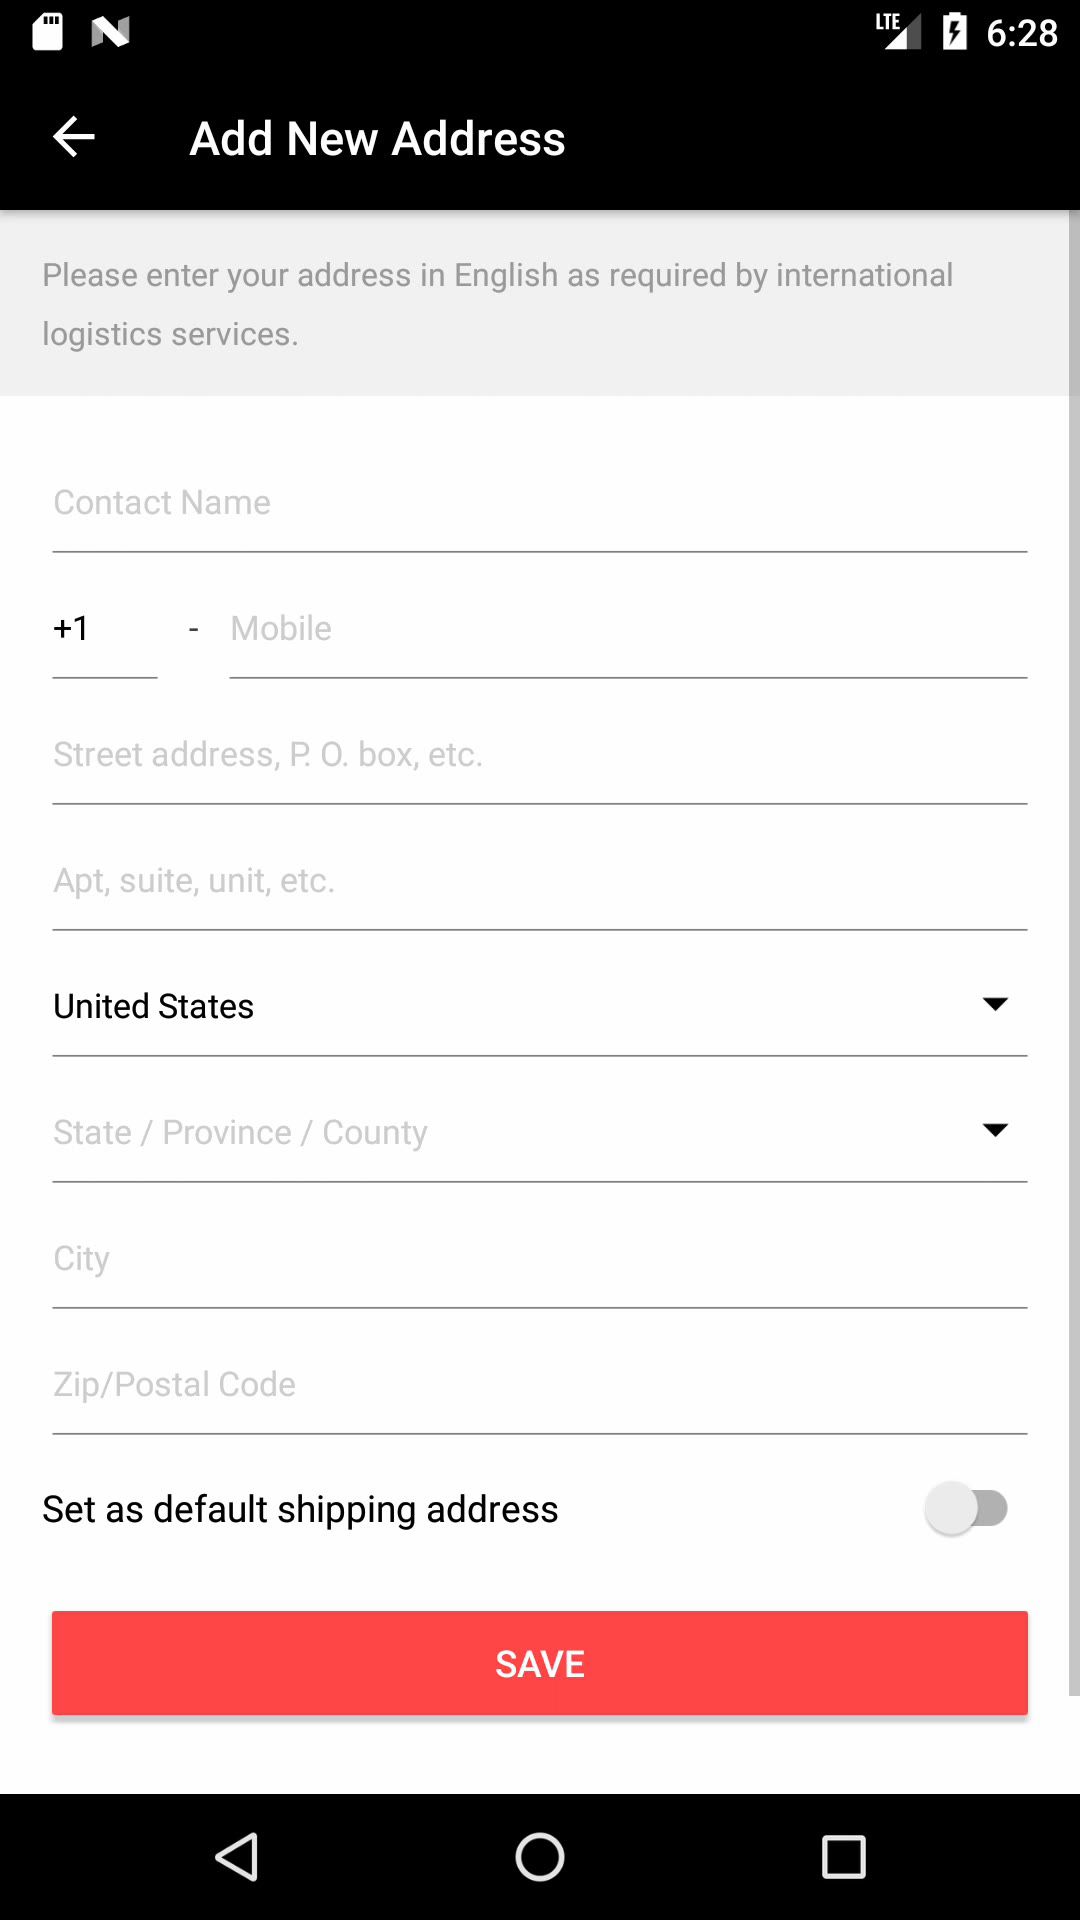 LTE 6:28
Add New Address
Please enter your address in English as required by international
logistics services.
Contact Name
+1 - Mobile
Street address, P. O. box, etc.
Apt, suite, unit, etc.
United States
State / Province / County
City
Zip/Postal Code
Set as default shipping address
SAVE